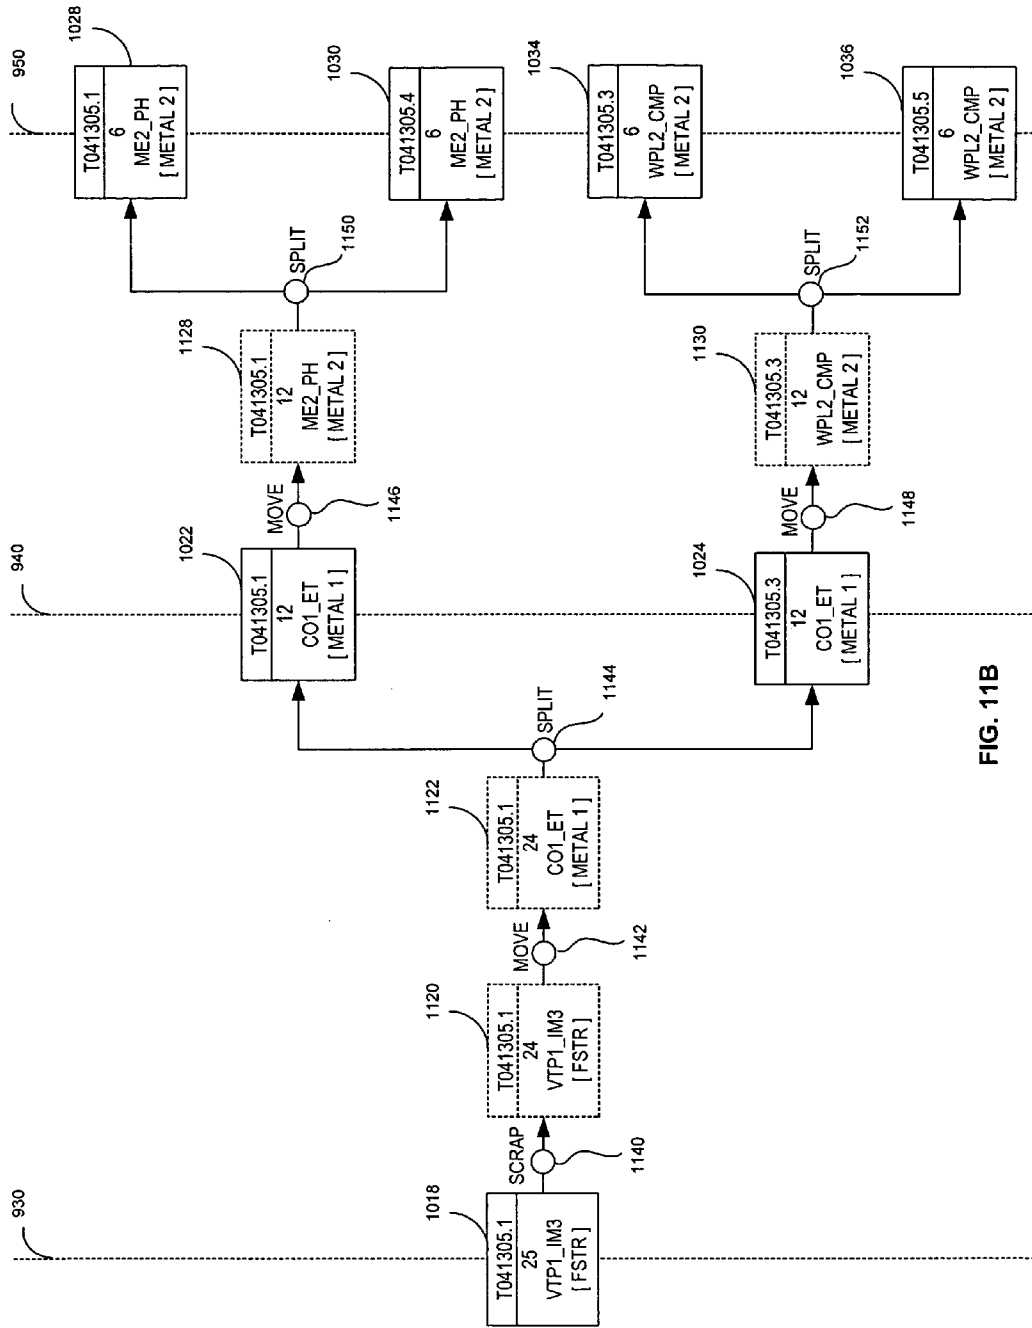 930
1018
T041305.1
25
VTP1_IM3
[ FSTR ]
SCRAP
1140
1120
T041305.1
24
VTP1_IM3
[ FSTR ]
MOVE
1142
1122
T041305.1
24
CO1_ET
[ METAL 1 ]
SPLIT
1144
940
1022
T041305.1
12
CO1_ET
[ METAL 1 ]
MOVE
1146
1128
T041305.1
12
ME2_PH
[ METAL 2 ]
SPLIT
1150
950
1028
T041305.1
6
ME2_PH
[ METAL 2 ]
1030
T041305.4
6
ME2_PH
[ METAL 2 ]
1024
T041305.3
12
CO1_ET
[ METAL 1 ]
MOVE
1148
1130
T041305.3
12
WPL2_CMP
[ METAL 2 ]
SPLIT
1152
1034
T041305.3
6
WPL2_CMP
[ METAL 2 ]
1036
T041305.5
6
WPL2_CMP
[ METAL 2 ]
FIG. 11B